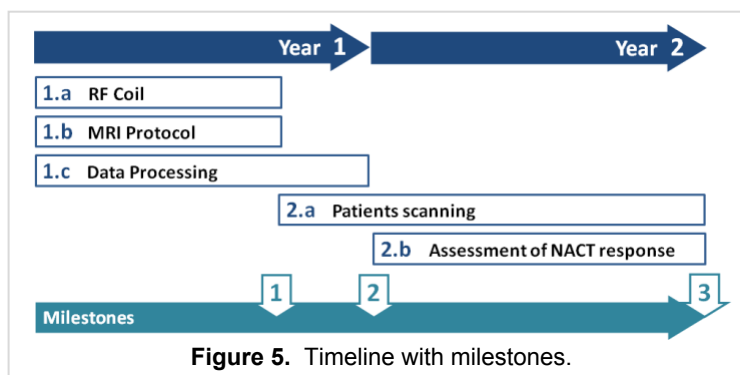 Year 1
Year 2
1.a RF Coil
1.b MRI Protocol
1.c Data Processing
2.a Patients scanning
2.b Assessment of NACT response
1
2
3
Milestones
Figure 5. Timeline with milestones.